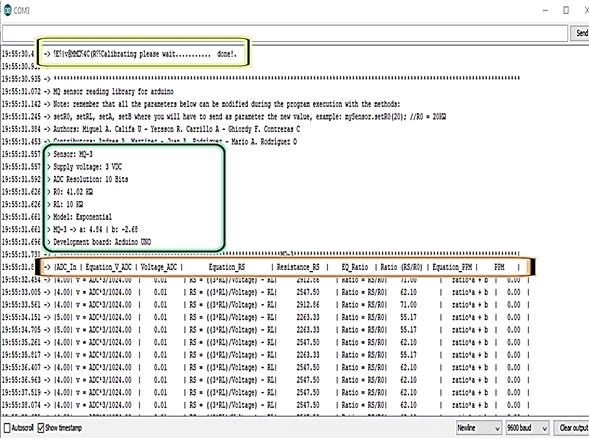 COM3
Send
19:55:30.4 -> Calibrating please wait........... done!.
19:55:30.9
19:55:30.935 -> ************************************************************
19:55:31.072 -> MQ sensor reading library for arduino
19:55:31.142 -> Note: remember that all the parameters below can be modified during the program execution with the methods:
19:55:31.245 -> setR0, setRL, setA, setB where you will have to send as parameter the new value, example: mySensor.setR0(20); //R0 = 20KΩ
19:55:31.384 -> Authors: Miguel A. Califa U - Yersson R. Carrillo A - Ghiordy F. Contreras C
19:55:31.453 -> Contributors: Andres A. Martinez - Juan A. Rodriguez - Mario A. Rodriguez O
19:55:31.557 > Sensor: MQ-3
19:55:31.557 > Supply voltage: 3 VDC
19:55:31.592 > ADC Resolution: 10 Bits
19:55:31.626 > R0: 41.02 KΩ
19:55:31.626 > RL: 10 KΩ
19:55:31.661 > Model: Exponential
19:55:31.661 > MQ-3 -> a: 4.84 | b: -2.68
19:55:31.696 > Development board: Arduino UNO
19:55:31.731 MQ-3
19:55:31.8 -> |ADC_In | Equation_V_ADC | Voltage_ADC | Equation_RS | Resistance_RS | EQ_Ratio | Ratio (RS/R0) | Equation_PPM | PPM |
19:55:32.454 -> |(4.00)| v = ADC*3/1024.00 | 0.01 | RS = ((3*RL)/Voltage) - RL| 2912.86 | Ratio = RS/R0| 71.00 | ratio*a + b | 0.00 |
19:55:33.005 -> |(4.00)| v = ADC*3/1024.00 | 0.01 | RS = ((3*RL)/Voltage) - RL| 2547.50 | Ratio = RS/R0| 62.10 | ratio*a + b | 0.00 |
19:55:33.561 -> |(4.00)| v = ADC*3/1024.00 | 0.01 | RS = ((3*RL)/Voltage) - RL| 2912.86 | Ratio = RS/R0| 71.00 | ratio*a + b | 0.00 |
19:55:34.151 -> |(5.00)| v = ADC*3/1024.00 | 0.01 | RS = ((3*RL)/Voltage) - RL| 2263.33 | Ratio = RS/R0| 55.17 | ratio*a + b | 0.00 |
19:55:34.705 -> |(5.00)| v = ADC*3/1024.00 | 0.01 | RS = ((3*RL)/Voltage) - RL| 2263.33 | Ratio = RS/R0| 55.17 | ratio*a + b | 0.00 |
19:55:35.261 -> |(4.00)| v = ADC*3/1024.00 | 0.01 | RS = ((3*RL)/Voltage) - RL| 2547.50 | Ratio = RS/R0| 62.10 | ratio*a + b | 0.00 |
19:55:35.817 -> |(4.00)| v = ADC*3/1024.00 | 0.01 | RS = ((3*RL)/Voltage) - RL| 2263.33 | Ratio = RS/R0| 55.17 | ratio*a + b | 0.00 |
19:55:36.407 -> |(4.00)| v = ADC*3/1024.00 | 0.01 | RS = ((3*RL)/Voltage) - RL| 2547.50 | Ratio = RS/R0| 62.10 | ratio*a + b | 0.00 |
19:55:36.963 -> |(4.00)| v = ADC*3/1024.00 | 0.01 | RS = ((3*RL)/Voltage) - RL| 2547.50 | Ratio = RS/R0| 62.10 | ratio*a + b | 0.00 |
19:55:37.519 -> |(4.00)| v = ADC*3/1024.00 | 0.01 | RS = ((3*RL)/Voltage) - RL| 2547.50 | Ratio = RS/R0| 62.10 | ratio*a + b | 0.00 |
19:55:38.074 -> |(4.00)| v = ADC*3/1024.00 | 0.01 | RS = ((3*RL)/Voltage) - RL| 2547.50 | Ratio = RS/R0| 62.10 | ratio*a + b | 0.00 |
Autoscroll Show timestamp Newline 9600 baud Clear output